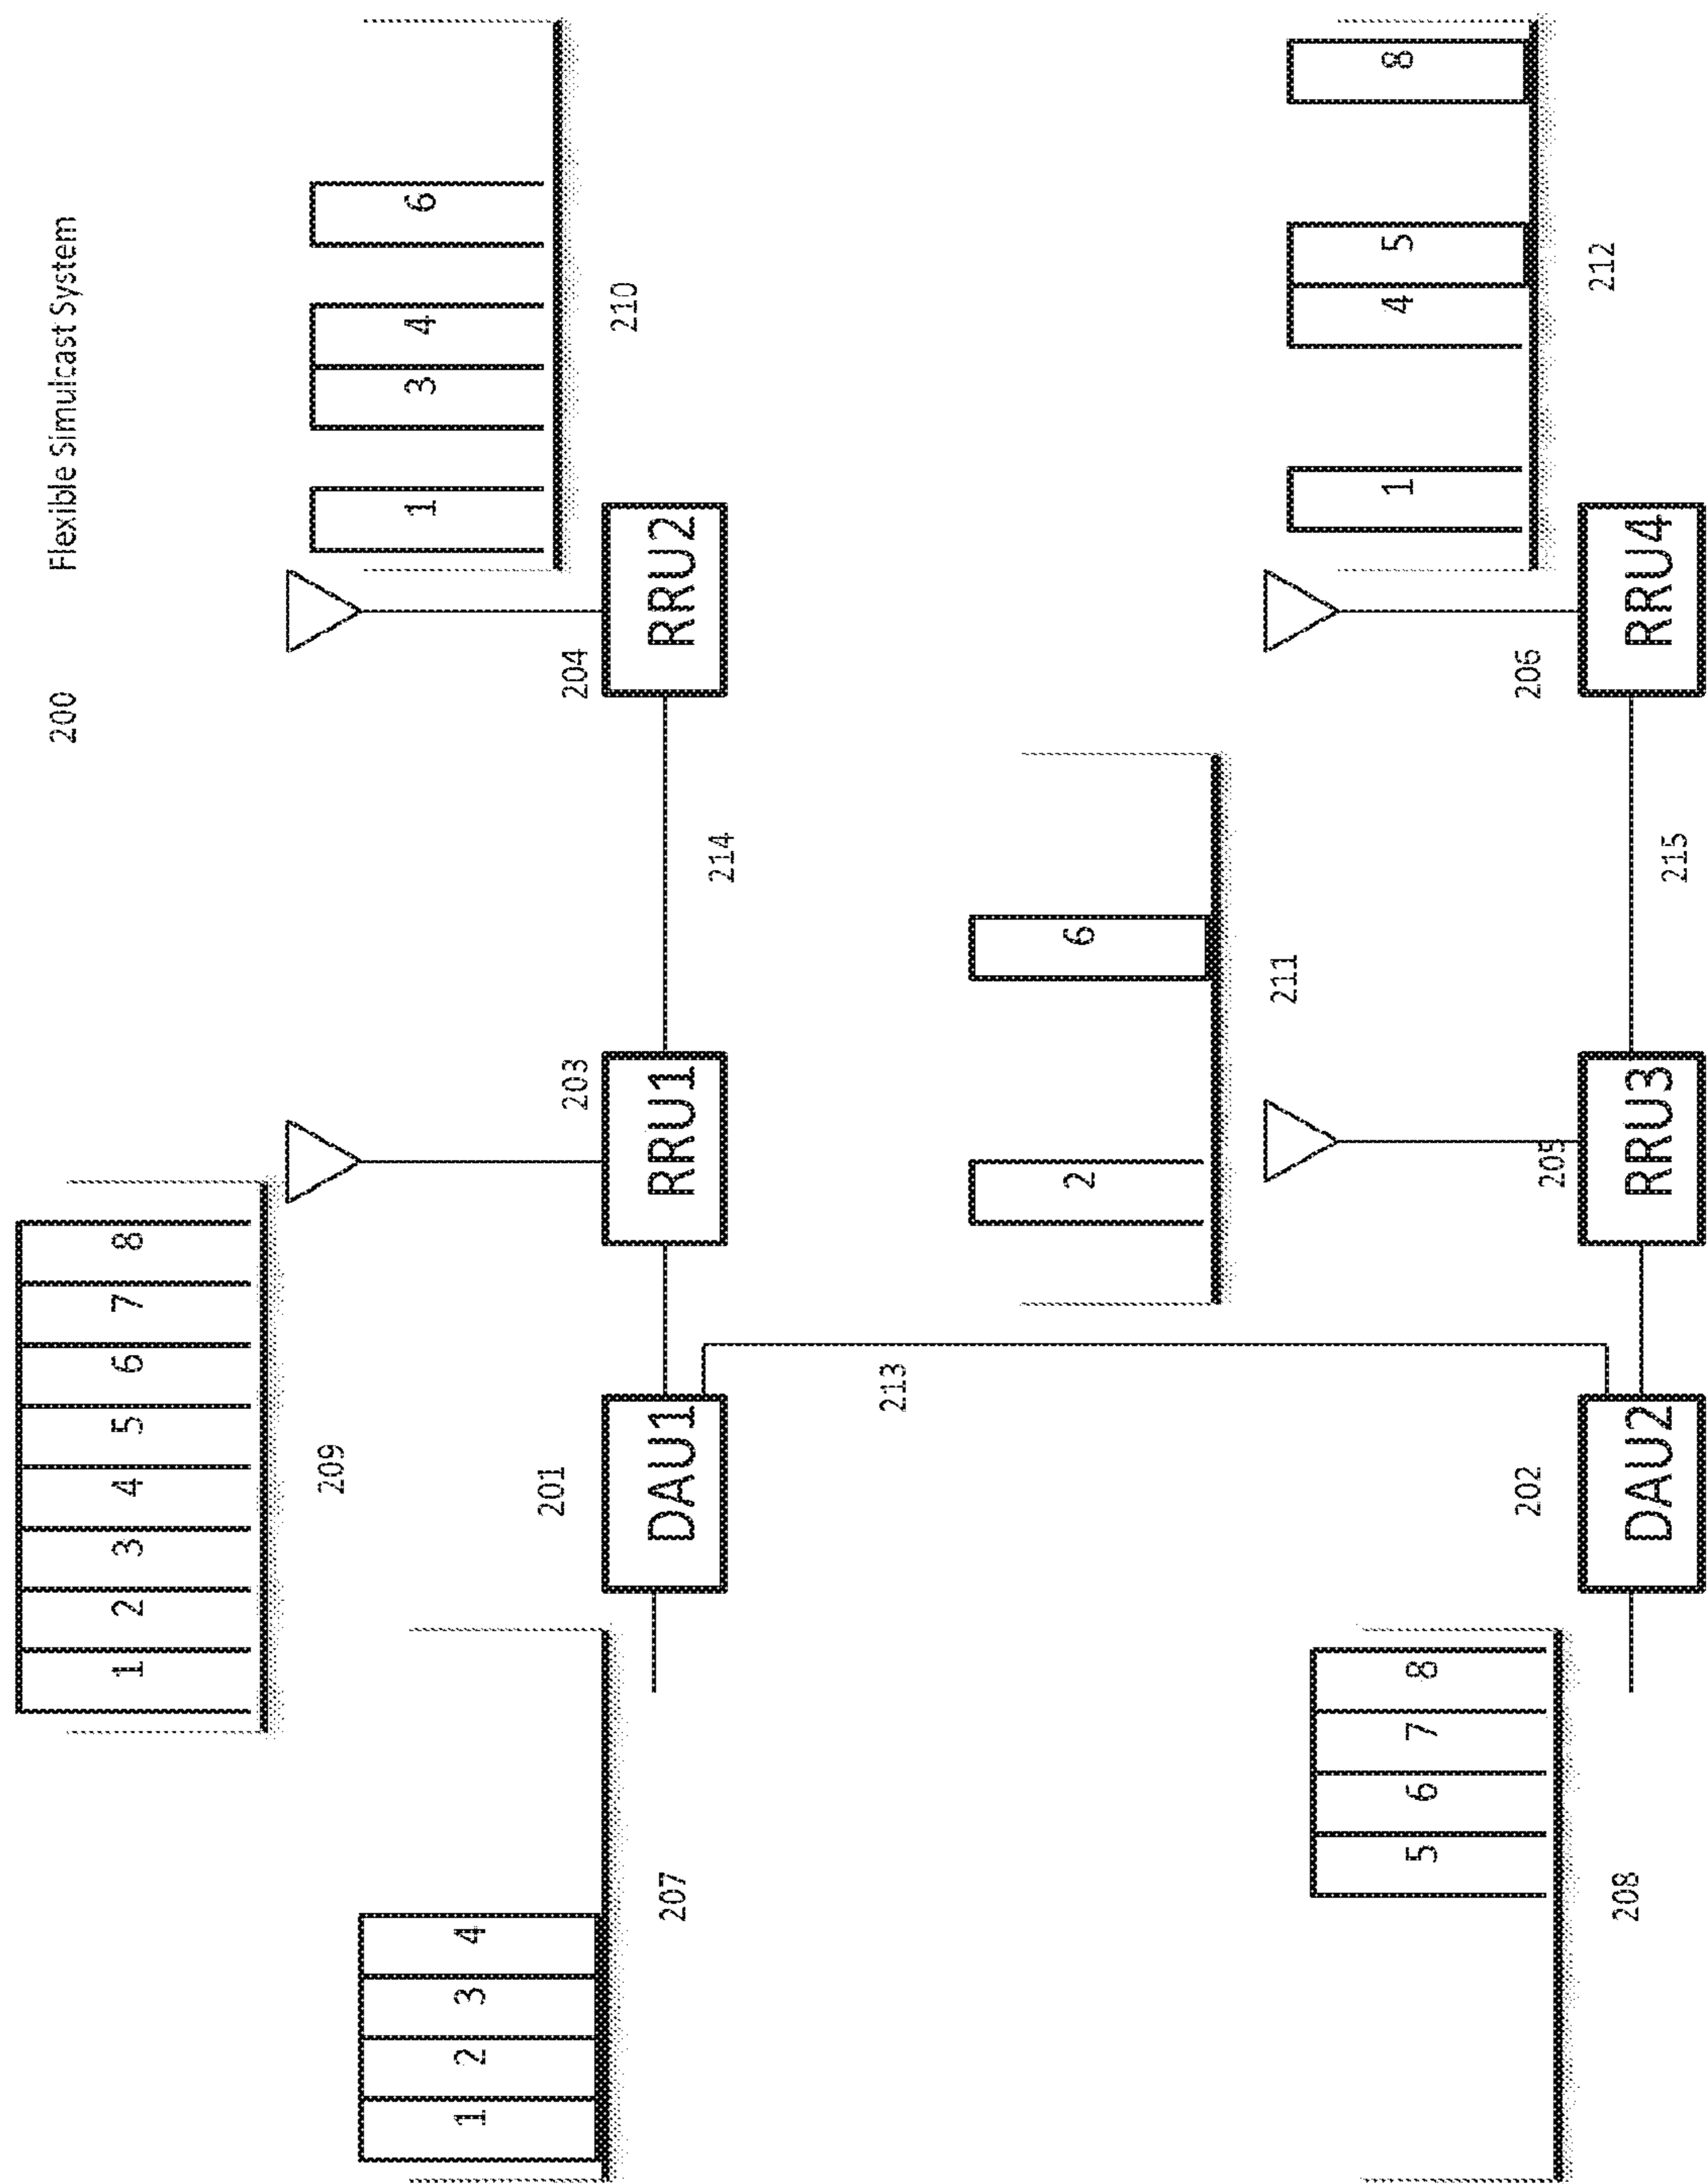 200 Flexible Simulcast System
1 2 3 4 5 6 7 8
209
1 3 4 6
210
1 2 3 4
207
201
DAU1
203
RRU1
214
204
RRU2
213
2 6
211
5 6 7 8
208
1 4 5 8
212
202
DAU2
205
RRU3
215
206
RRU4